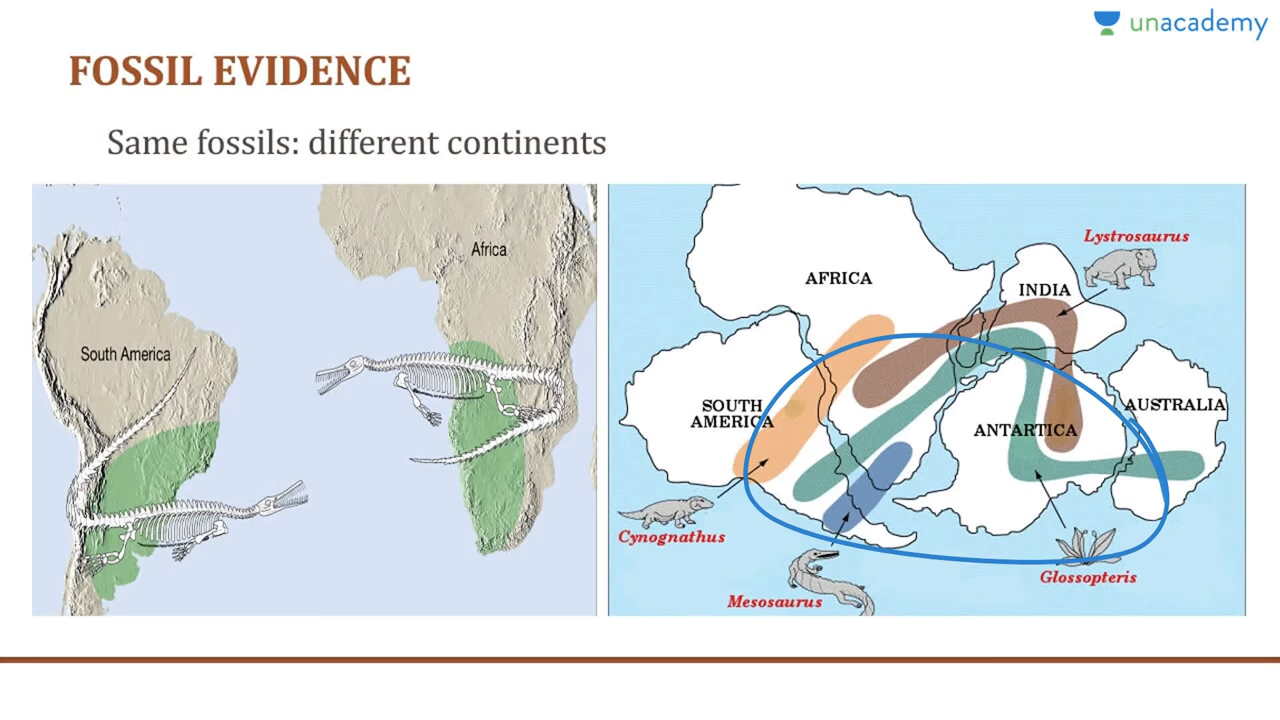 unacademy
FOSSIL EVIDENCE
Same fossils: different continents
Africa
South America
Lystrosaurus
AFRICA
INDIA
SOUTH
AMERICA
ANTARTICA
AUSTRALIA
Cynognathus
Mesosaurus
Glossopteris